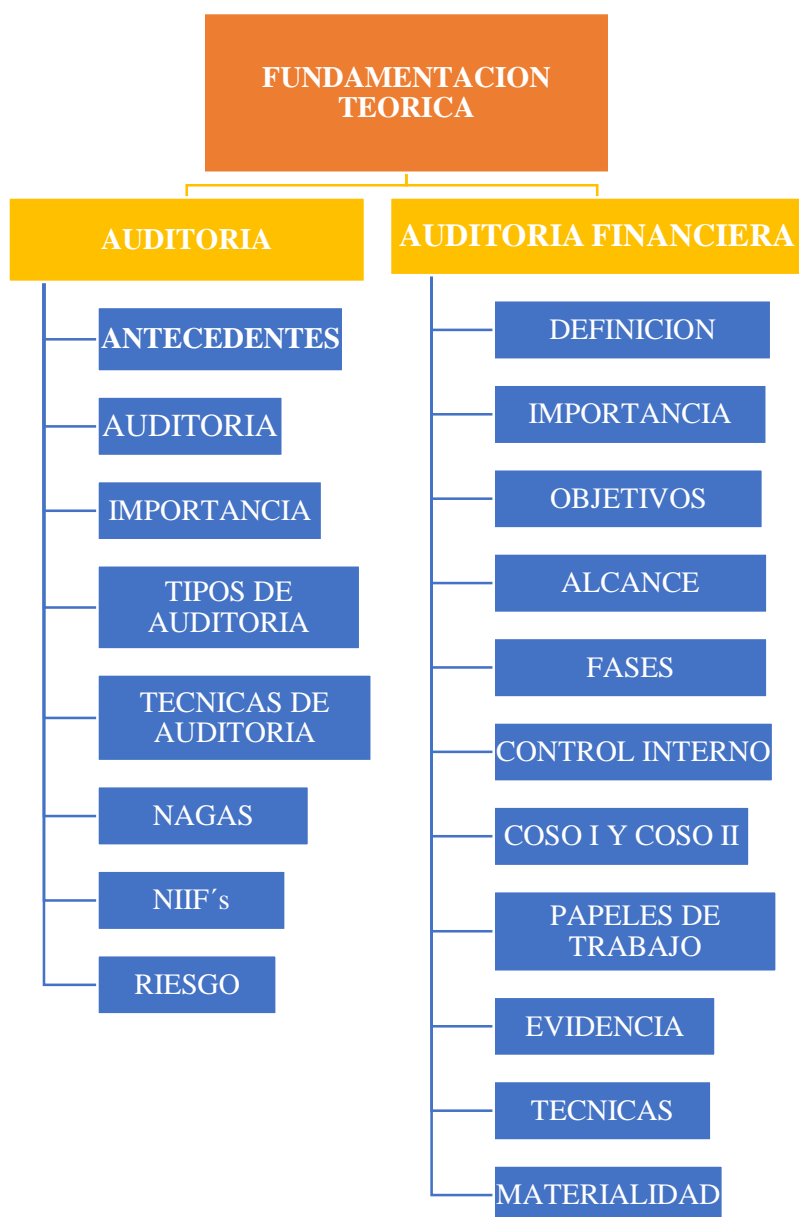 FUNDAMENTACION
TEORICA
AUDITORIA
ANTECEDENTES
AUDITORIA
IMPORTANCIA
TIPOS DE
AUDITORIA
TECNICAS DE
AUDITORIA
NAGAS
NIIF´s
RIESGO
AUDITORIA FINANCIERA
DEFINICION
IMPORTANCIA
OBJETIVOS
ALCANCE
FASES
CONTROL INTERNO
COSO I Y COSO II
PAPELES DE
TRABAJO
EVIDENCIA
TECNICAS
MATERIALIDAD